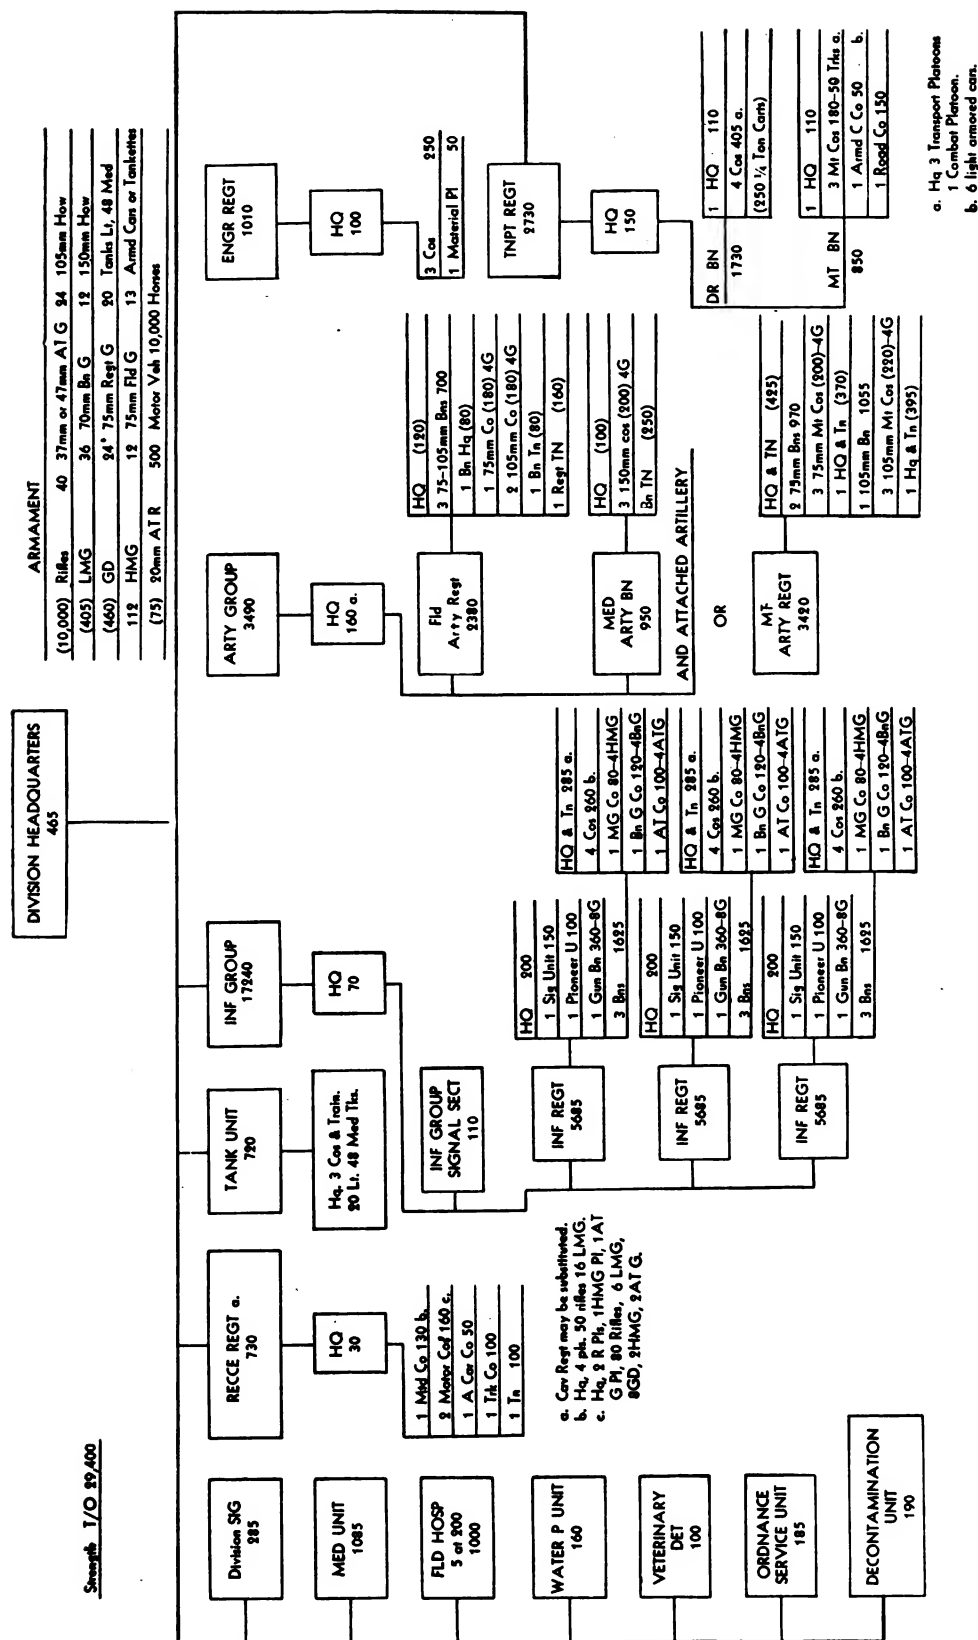 Strength T/O 29,400
DIVISION HEADQUARTERS
465
ARMAMENT
(10,000) Rifles 40 37mm or 47mm AT G 24 105mm How
(405) LMG 36 70mm Bn G 12 150mm How
(460) GD 24 75mm Regt G 20 Tanks Lt, 48 Med
112 HMG 12 75mm Fld G 13 Armd Cars or Tankettes
(75) 20mm AT R 500 Motor Veh 10,000 Horses
Division SIG
285
MED UNIT
1085
FLD HOSP
5 at 200
1000
WATER P UNIT
160
VETERINARY
DET
100
ORDNANCE
SERVICE UNIT
185
DECONTAMINATION
UNIT
190
RECCE REGT a.
730
HQ
30
1 Mtd Co 130 b.
2 Motor Cos 160 c.
1 A Car Co 50
1 Trk Co 100
1 Tn 100
a. Cav Regt may be substituted.
b. Hq, 4 pls. 50 rifles 16 LMG.
c. Hq, 2 R Pls, 1HMG Pl, 1AT
G Pl, 80 Rifles, 6 LMG,
8GD, 2HMG, 2AT G.
TANK UNIT
720
Hq. 3 Cos & Train.
20 Lt. 48 Med Tks.
INF GROUP
17240
HQ
70
INF GROUP
SIGNAL SECT
110
INF REGT
5685
HQ 200
1 Sig Unit 150
1 Pioneer U 100
1 Gun Bn 360-8G
3 Bns 1625
HQ & Tn 285 a.
4 Cos 260 b.
1 MG Co 80-4HMG
1 Bn G Co 120-4BnG
1 AT Co 100-4ATG
INF REGT
5685
HQ 200
1 Sig Unit 150
1 Pioneer U 100
1 Gun Bn 360-8G
3 Bns 1625
HQ & Tn 285 a.
4 Cos 260 b.
1 MG Co 80-4HMG
1 Bn G Co 120-4BnG
1 AT Co 100-4ATG
INF REGT
5685
HQ 200
1 Sig Unit 150
1 Pioneer U 100
1 Gun Bn 360-8G
3 Bns 1625
HQ & Tn 285 a.
4 Cos 260 b.
1 MG Co 80-4HMG
1 Bn G Co 120-4BnG
1 AT Co 100-4ATG
ARTY GROUP
3490
HQ
160 a.
Fld
Arty Regt
2380
HQ (120)
3 75-105mm Bns 700
1 Bn Hq (80)
1 75mm Co (180) 4G
2 105mm Co (180) 4G
1 Bn Tn (80)
1 Regt TN (160)
MED
ARTY BN
950
HQ (100)
3 150mm cos (200) 4G
Bn TN (250)
AND ATTACHED ARTILLERY
OR
MT
ARTY REGT
3420
HQ & TN (425)
2 75mm Bns 970
3 75mm Mt Cos (200)-4G
1 HQ & Tn (370)
1 105mm Bn 1055
3 105mm Mt Cos (220)-4G
1 Hq & Tn (395)
ENGR REGT
1010
HQ
100
3 Cos 250
1 Material Pl 50
TNPT REGT
2730
HQ
150
DR BN
1730
1 HQ 110
4 Cos 405 a.
(250 1/4 Ton Carts)
MT BN
850
1 HQ 110
3 Mt Cos 180-50 Trks a.
1 Armd C Co 50 b.
1 Road Co 150
a. Hq 3 Transport Platoons
1 Combat Platoon.
b. 6 light armored cars.